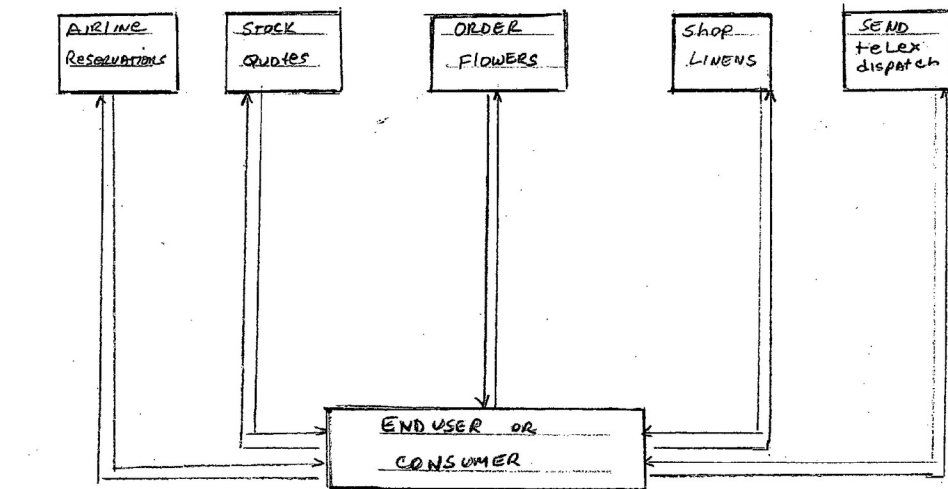 AIRLINE
RESERVATIONS
STOCK
QUOTES
ORDER
FLOWERS
Shop
LINENS
SEND
teLex
dispatch
END USER OR
CONSUMER